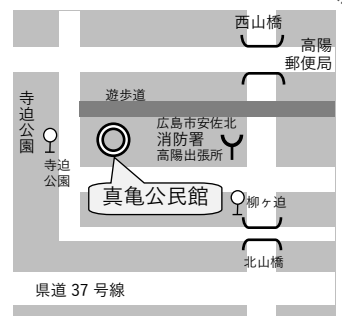 西山橋
高陽
郵便局
遊歩道
寺迫公園
広島市安佐北
消防署
高陽出張所
寺迫
公園
真亀公民館
柳ヶ迫
北山橋
県道 37 号線